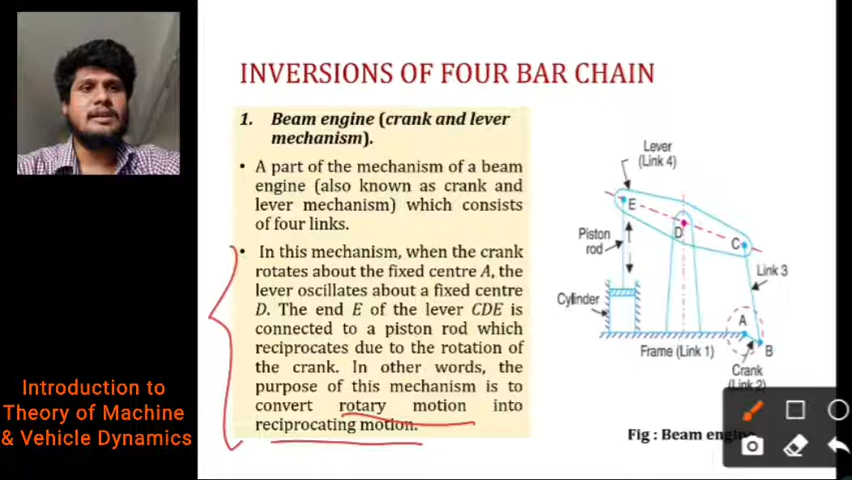 INVERSIONS OF FOUR BAR CHAIN
1. Beam engine (crank and lever
mechanism).
• A part of the mechanism of a beam
engine (also known as crank and
lever mechanism) which consists
of four links.
• In this mechanism, when the crank
rotates about the fixed centre A, the
lever oscillates about a fixed centre
D. The end E of the lever CDE is
connected to a piston rod which
reciprocates due to the rotation of
the crank. In other words, the
purpose of this mechanism is to
convert rotary motion into
reciprocating motion.
Lever
(Link 4)
E
D
C
Piston
rod
Link 3
Cylinder
A
B
Frame (Link 1)
Crank
(Link 2)
Fig : Beam engine
Introduction to
Theory of Machine
& Vehicle Dynamics